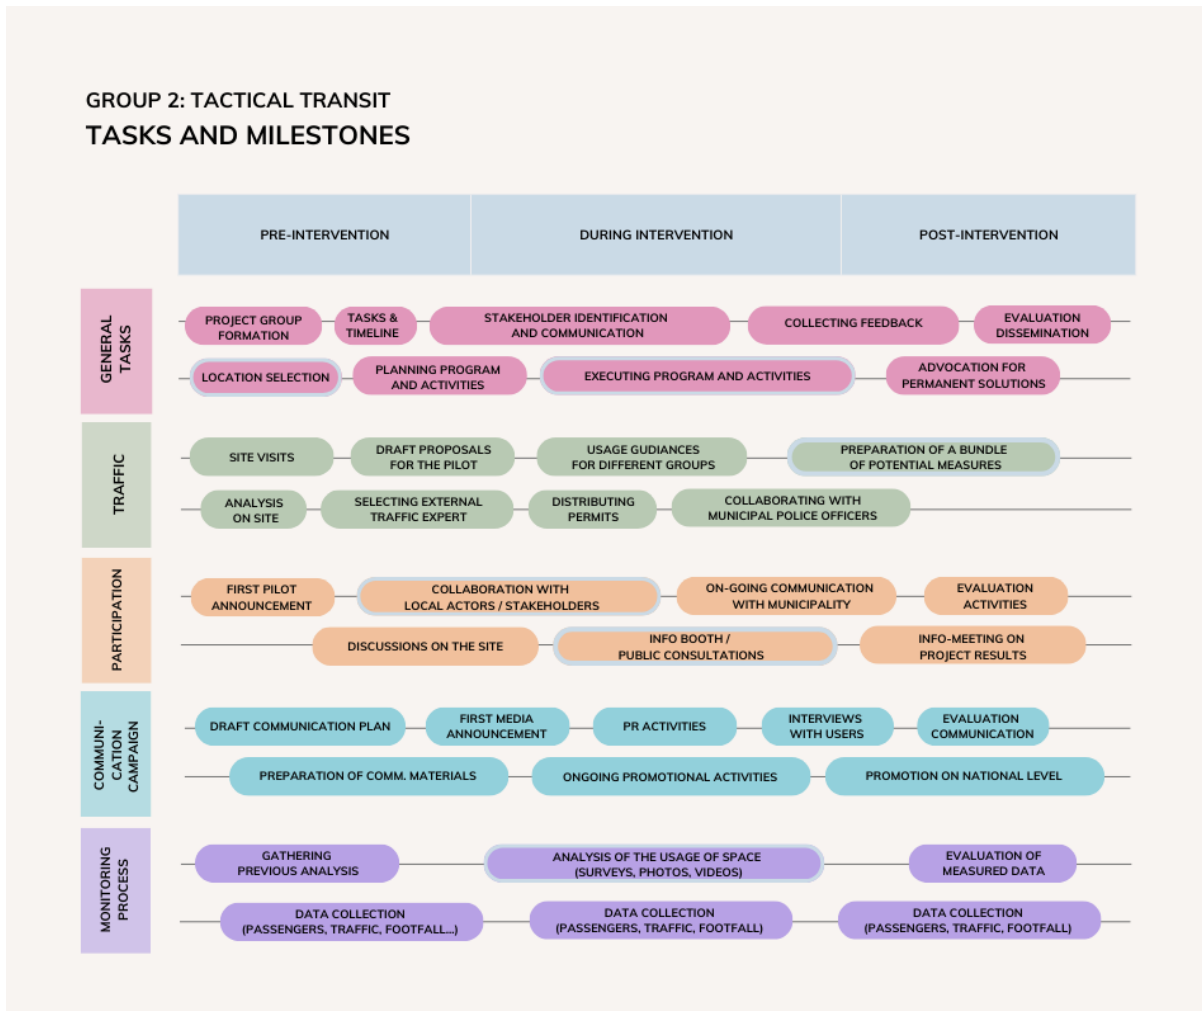 GROUP 2: TACTICAL TRANSIT
TASKS AND MILESTONES
PRE-INTERVENTION
DURING INTERVENTION
POST-INTERVENTION
GENERAL
TASKS
PROJECT GROUP
FORMATION
TASKS &
TIMELINE
STAKEHOLDER IDENTIFICATION
AND COMMUNICATION
COLLECTING FEEDBACK
EVALUATION
DISSEMINATION
LOCATION SELECTION
PLANNING PROGRAM
AND ACTIVITIES
EXECUTING PROGRAM AND ACTIVITIES
ADVOCATION FOR
PERMANENT SOLUTIONS
TRAFFIC
SITE VISITS
DRAFT PROPOSALS
FOR THE PILOT
USAGE GUDIANCES
FOR DIFFERENT GROUPS
PREPARATION OF A BUNDLE
OF POTENTIAL MEASURES
ANALYSIS
ON SITE
SELECTING EXTERNAL
TRAFFIC EXPERT
DISTRIBUTING
PERMITS
COLLABORATING WITH
MUNICIPAL POLICE OFFICERS
PARTICIPATION
FIRST PILOT
ANNOUNCEMENT
COLLABORATION WITH
LOCAL ACTORS / STAKEHOLDERS
ON-GOING COMMUNICATION
WITH MUNICIPALITY
EVALUATION
ACTIVITIES
DISCUSSIONS ON THE SITE
INFO BOOTH /
PUBLIC CONSULTATIONS
INFO-MEETING ON
PROJECT RESULTS
COMMUNI-
CATION
CAMPAIGN
DRAFT COMMUNICATION PLAN
FIRST MEDIA
ANNOUNCEMENT
PR ACTIVITIES
INTERVIEWS
WITH USERS
EVALUATION
COMMUNICATION
PREPARATION OF COMM. MATERIALS
ONGOING PROMOTIONAL ACTIVITIES
PROMOTION ON NATIONAL LEVEL
MONITORING
PROCESS
GATHERING
PREVIOUS ANALYSIS
ANALYSIS OF THE USAGE OF SPACE
(SURVEYS, PHOTOS, VIDEOS)
EVALUATION OF
MEASURED DATA
DATA COLLECTION
(PASSENGERS, TRAFFIC, FOOTFALL...)
DATA COLLECTION
(PASSENGERS, TRAFFIC, FOOTFALL)
DATA COLLECTION
(PASSENGERS, TRAFFIC, FOOTFALL)